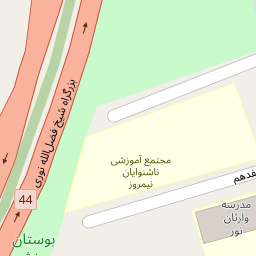 بزرگراه شیخ فضل‌الله نوری
مجتمع آموزشی
ناشنوایان
نیمروز
44
مدرسه
وارثان
نور
بوستان